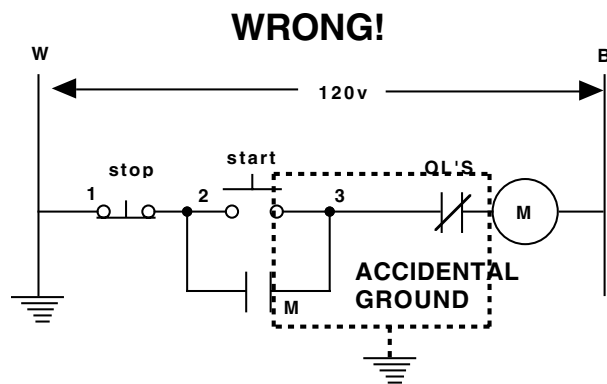 WRONG!
W
B
120v
stop
start
OL'S
1
2
3
M
M
ACCIDENTAL
GROUND